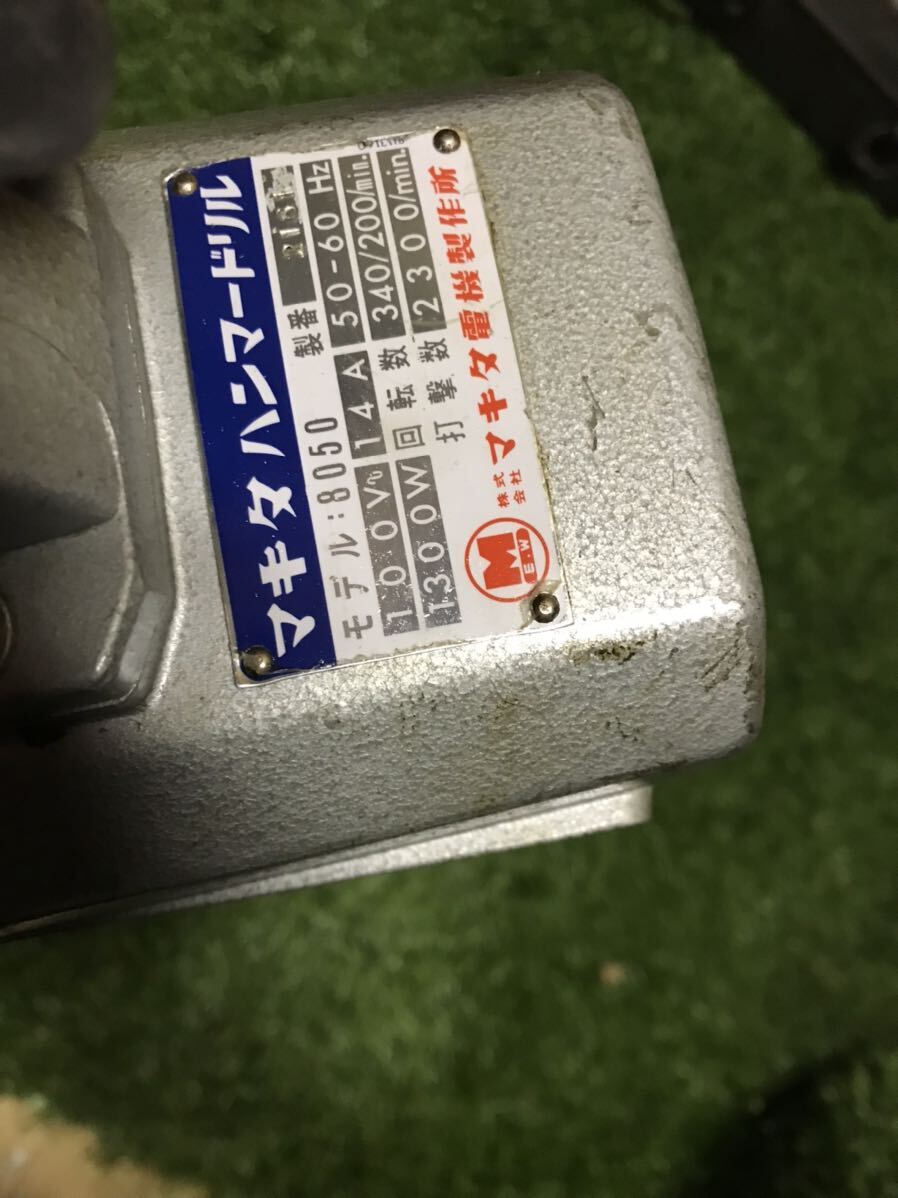 マキタハンマードリル
モデル:8050 製番
100V～ 14A 50-60 Hz
1300W 回転数 340/200/min.
打撃数 2300/min.
M
E.W
株式会社 マキタ電機製作所